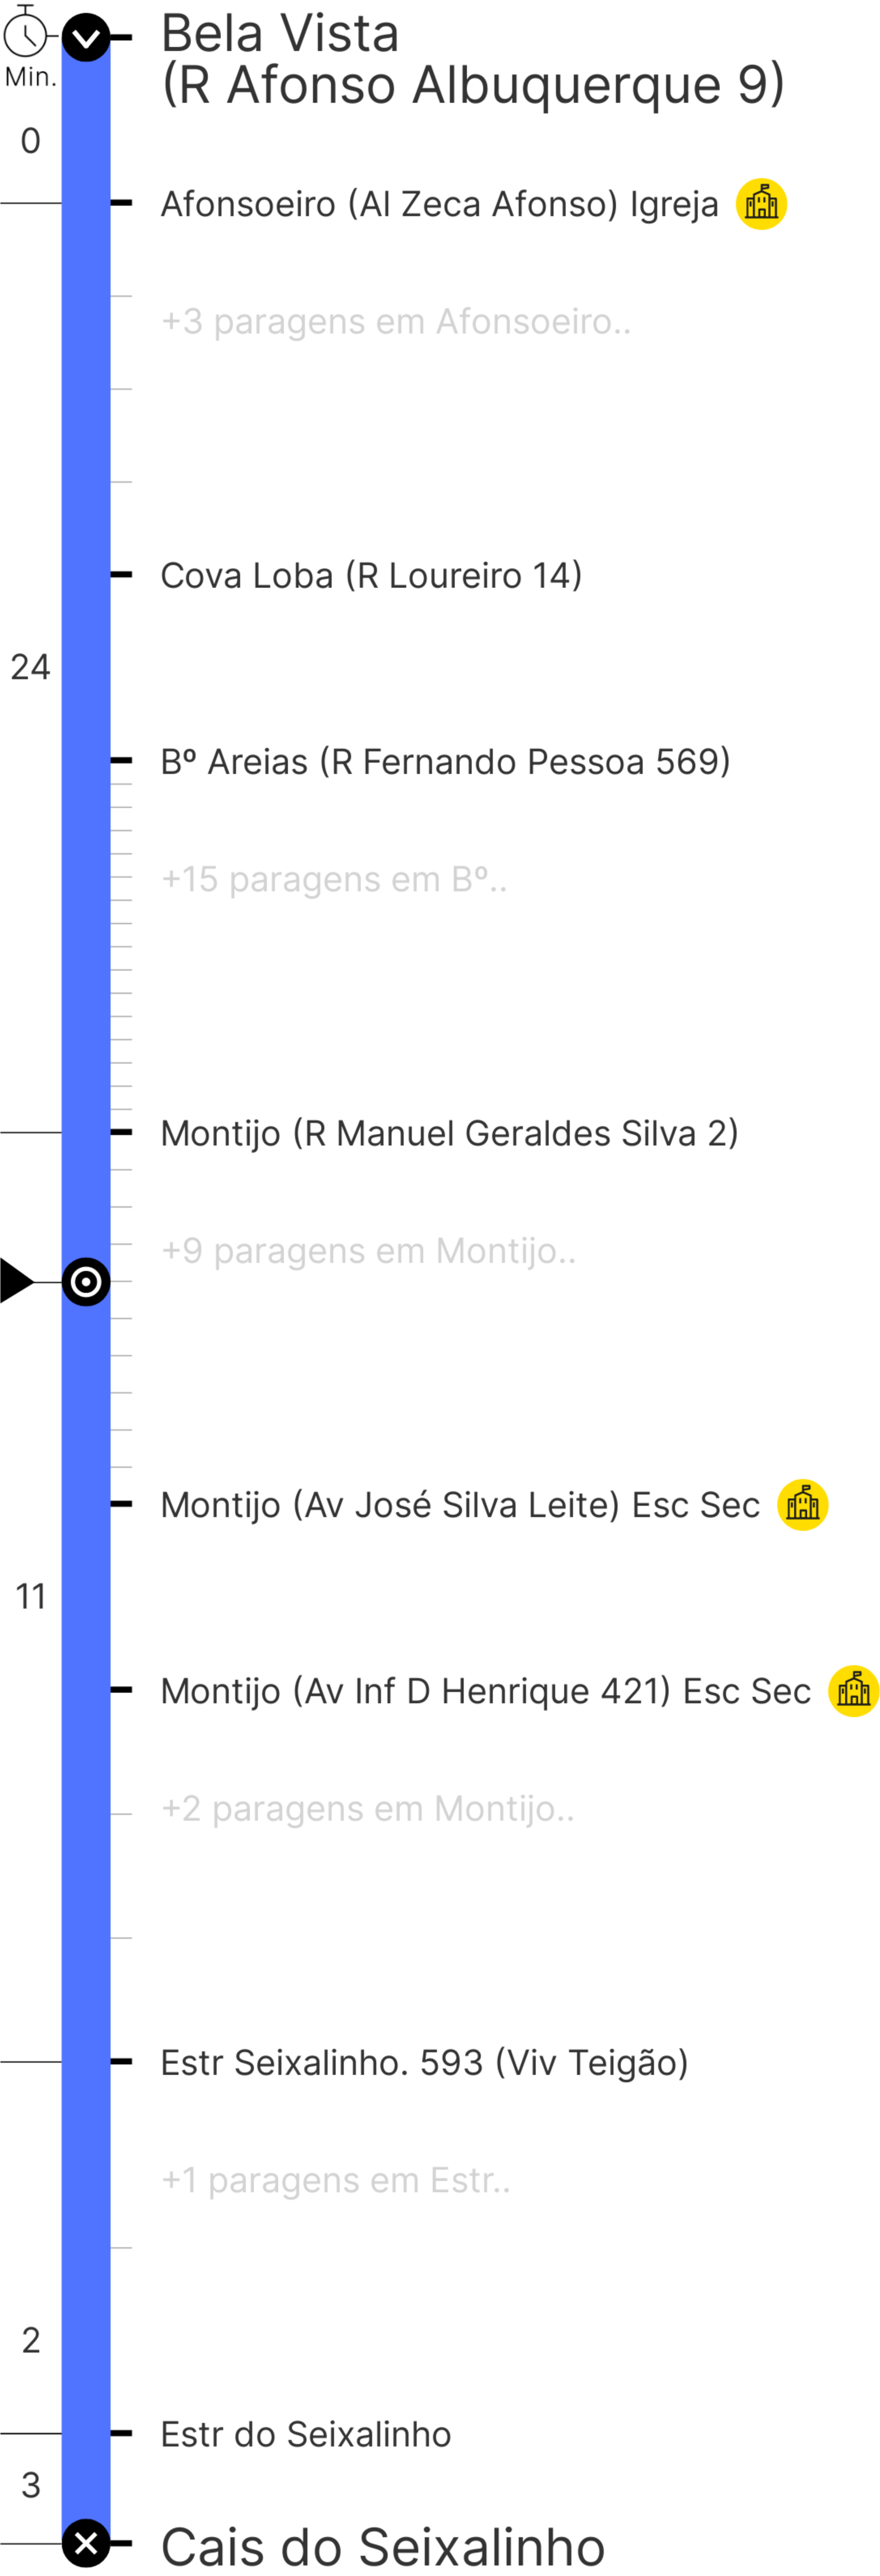 Bela Vista
(R Afonso Albuquerque 9)
Min.
0
Afonsoeiro (Al Zeca Afonso) Igreja
+3 paragens em Afonsoeiro..
Cova Loba (R Loureiro 14)
24
Bº Areias (R Fernando Pessoa 569)
+15 paragens em Bº..
Montijo (R Manuel Geraldes Silva 2)
+9 paragens em Montijo..
Montijo (Av José Silva Leite) Esc Sec
11
Montijo (Av Inf D Henrique 421) Esc Sec
+2 paragens em Montijo..
Estr Seixalinho. 593 (Viv Teigão)
+1 paragens em Estr..
2
Estr do Seixalinho
3
Cais do Seixalinho